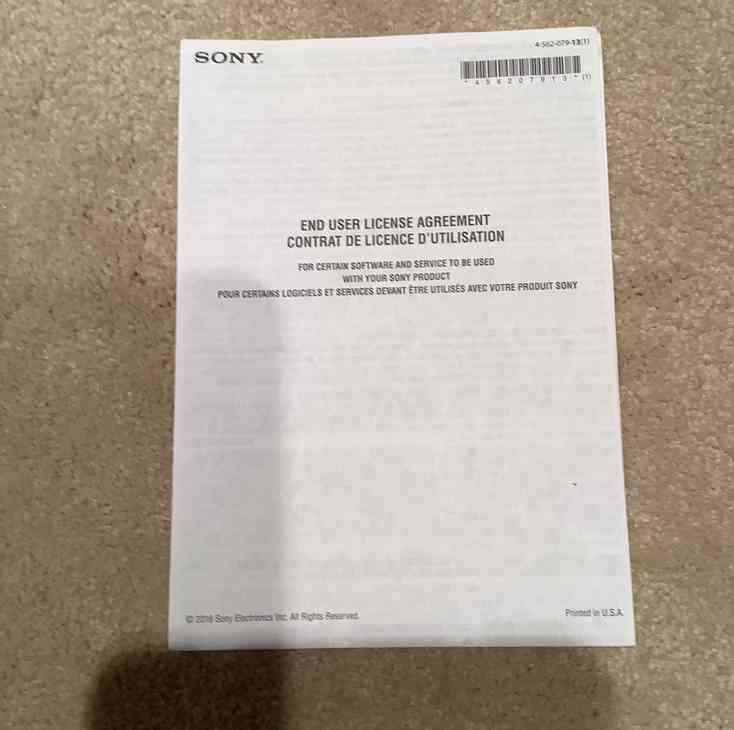 SONY
4-562-079-13(1)
*456207913*(1)
END USER LICENSE AGREEMENT
CONTRAT DE LICENCE D'UTILISATION
FOR CERTAIN SOFTWARE AND SERVICE TO BE USED
WITH YOUR SONY PRODUCT
POUR CERTAINS LOGICIELS ET SERVICES DEVANT ÊTRE UTILISÉS AVEC VOTRE PRODUIT SONY
© Sony Electronics Inc. All Rights Reserved.
Printed in U.S.A.